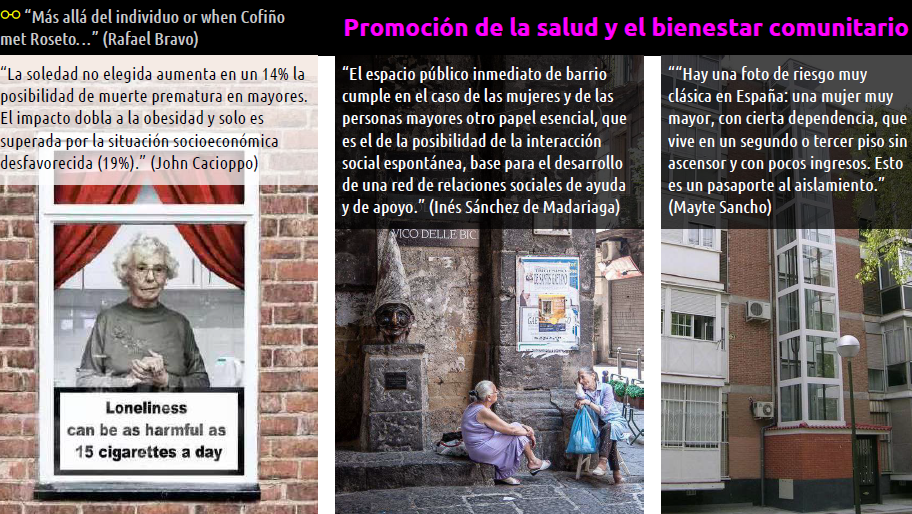 “Más allá del individuo or when Cofiño
met Roseto…” (Rafael Bravo)
Promoción de la salud y el bienestar comunitario
“La soledad no elegida aumenta en un 14% la
posibilidad de muerte prematura en mayores.
El impacto dobla a la obesidad y solo es
superada por la situación socioeconómica
desfavorecida (19%).” (John Cacioppo)
Loneliness
can be as harmful as
15 cigarettes a day
“El espacio público inmediato de barrio
cumple en el caso de las mujeres y de las
personas mayores otro papel esencial, que
es el de la posibilidad de la interacción
social espontánea, base para el desarrollo
de una red de relaciones sociales de ayuda
y de apoyo.” (Inés Sánchez de Madariaga)
VICO DELLE BIC
““Hay una foto de riesgo muy
clásica en España: una mujer muy
mayor, con cierta dependencia, que
vive en un segundo o tercer piso sin
ascensor y con pocos ingresos. Esto
es un pasaporte al aislamiento.”
(Mayte Sancho)